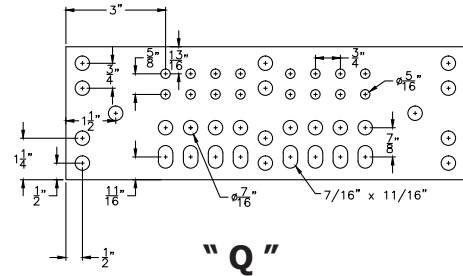 3"
5/8" 13/16" 3/4"
3/4" ø5/16"
1 1/2"
1 1/4" 7/8"
1/2" 11/16" ø7/16" 7/16" x 11/16"
1/2"
" Q "